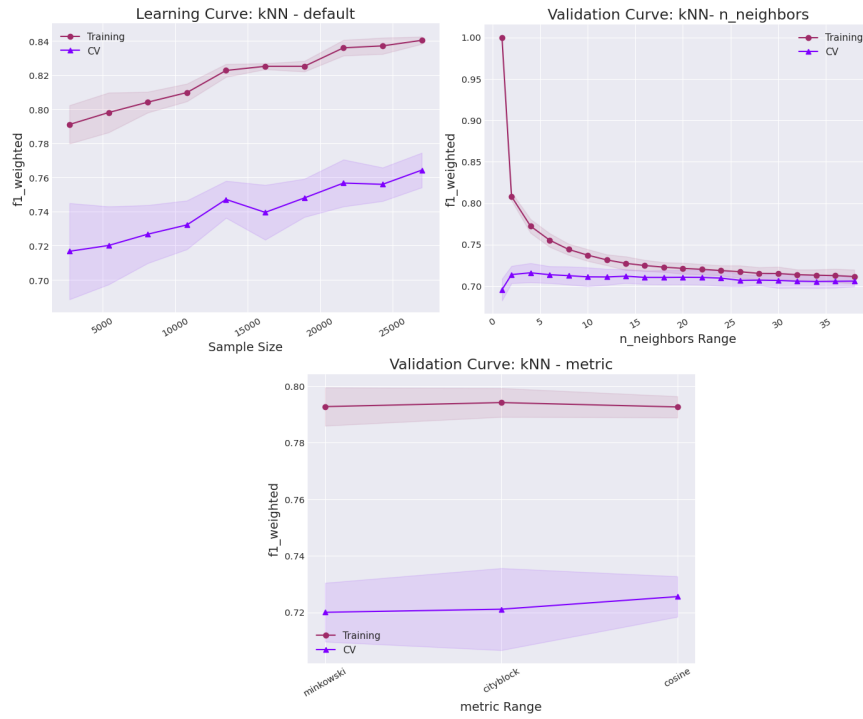 Learning Curve: kNN - default
Training
CV
0.84
0.82
0.80
0.78
0.76
0.74
0.72
0.70
f1_weighted
5000
10000
15000
20000
25000
Sample Size
Validation Curve: kNN- n_neighbors
Training
CV
1.00
0.95
0.90
0.85
0.80
0.75
0.70
f1_weighted
0
5
10
15
20
25
30
35
n_neighbors Range
Validation Curve: kNN - metric
0.80
0.78
0.76
0.74
0.72
f1_weighted
Training
CV
minkowski
cityblock
cosine
metric Range